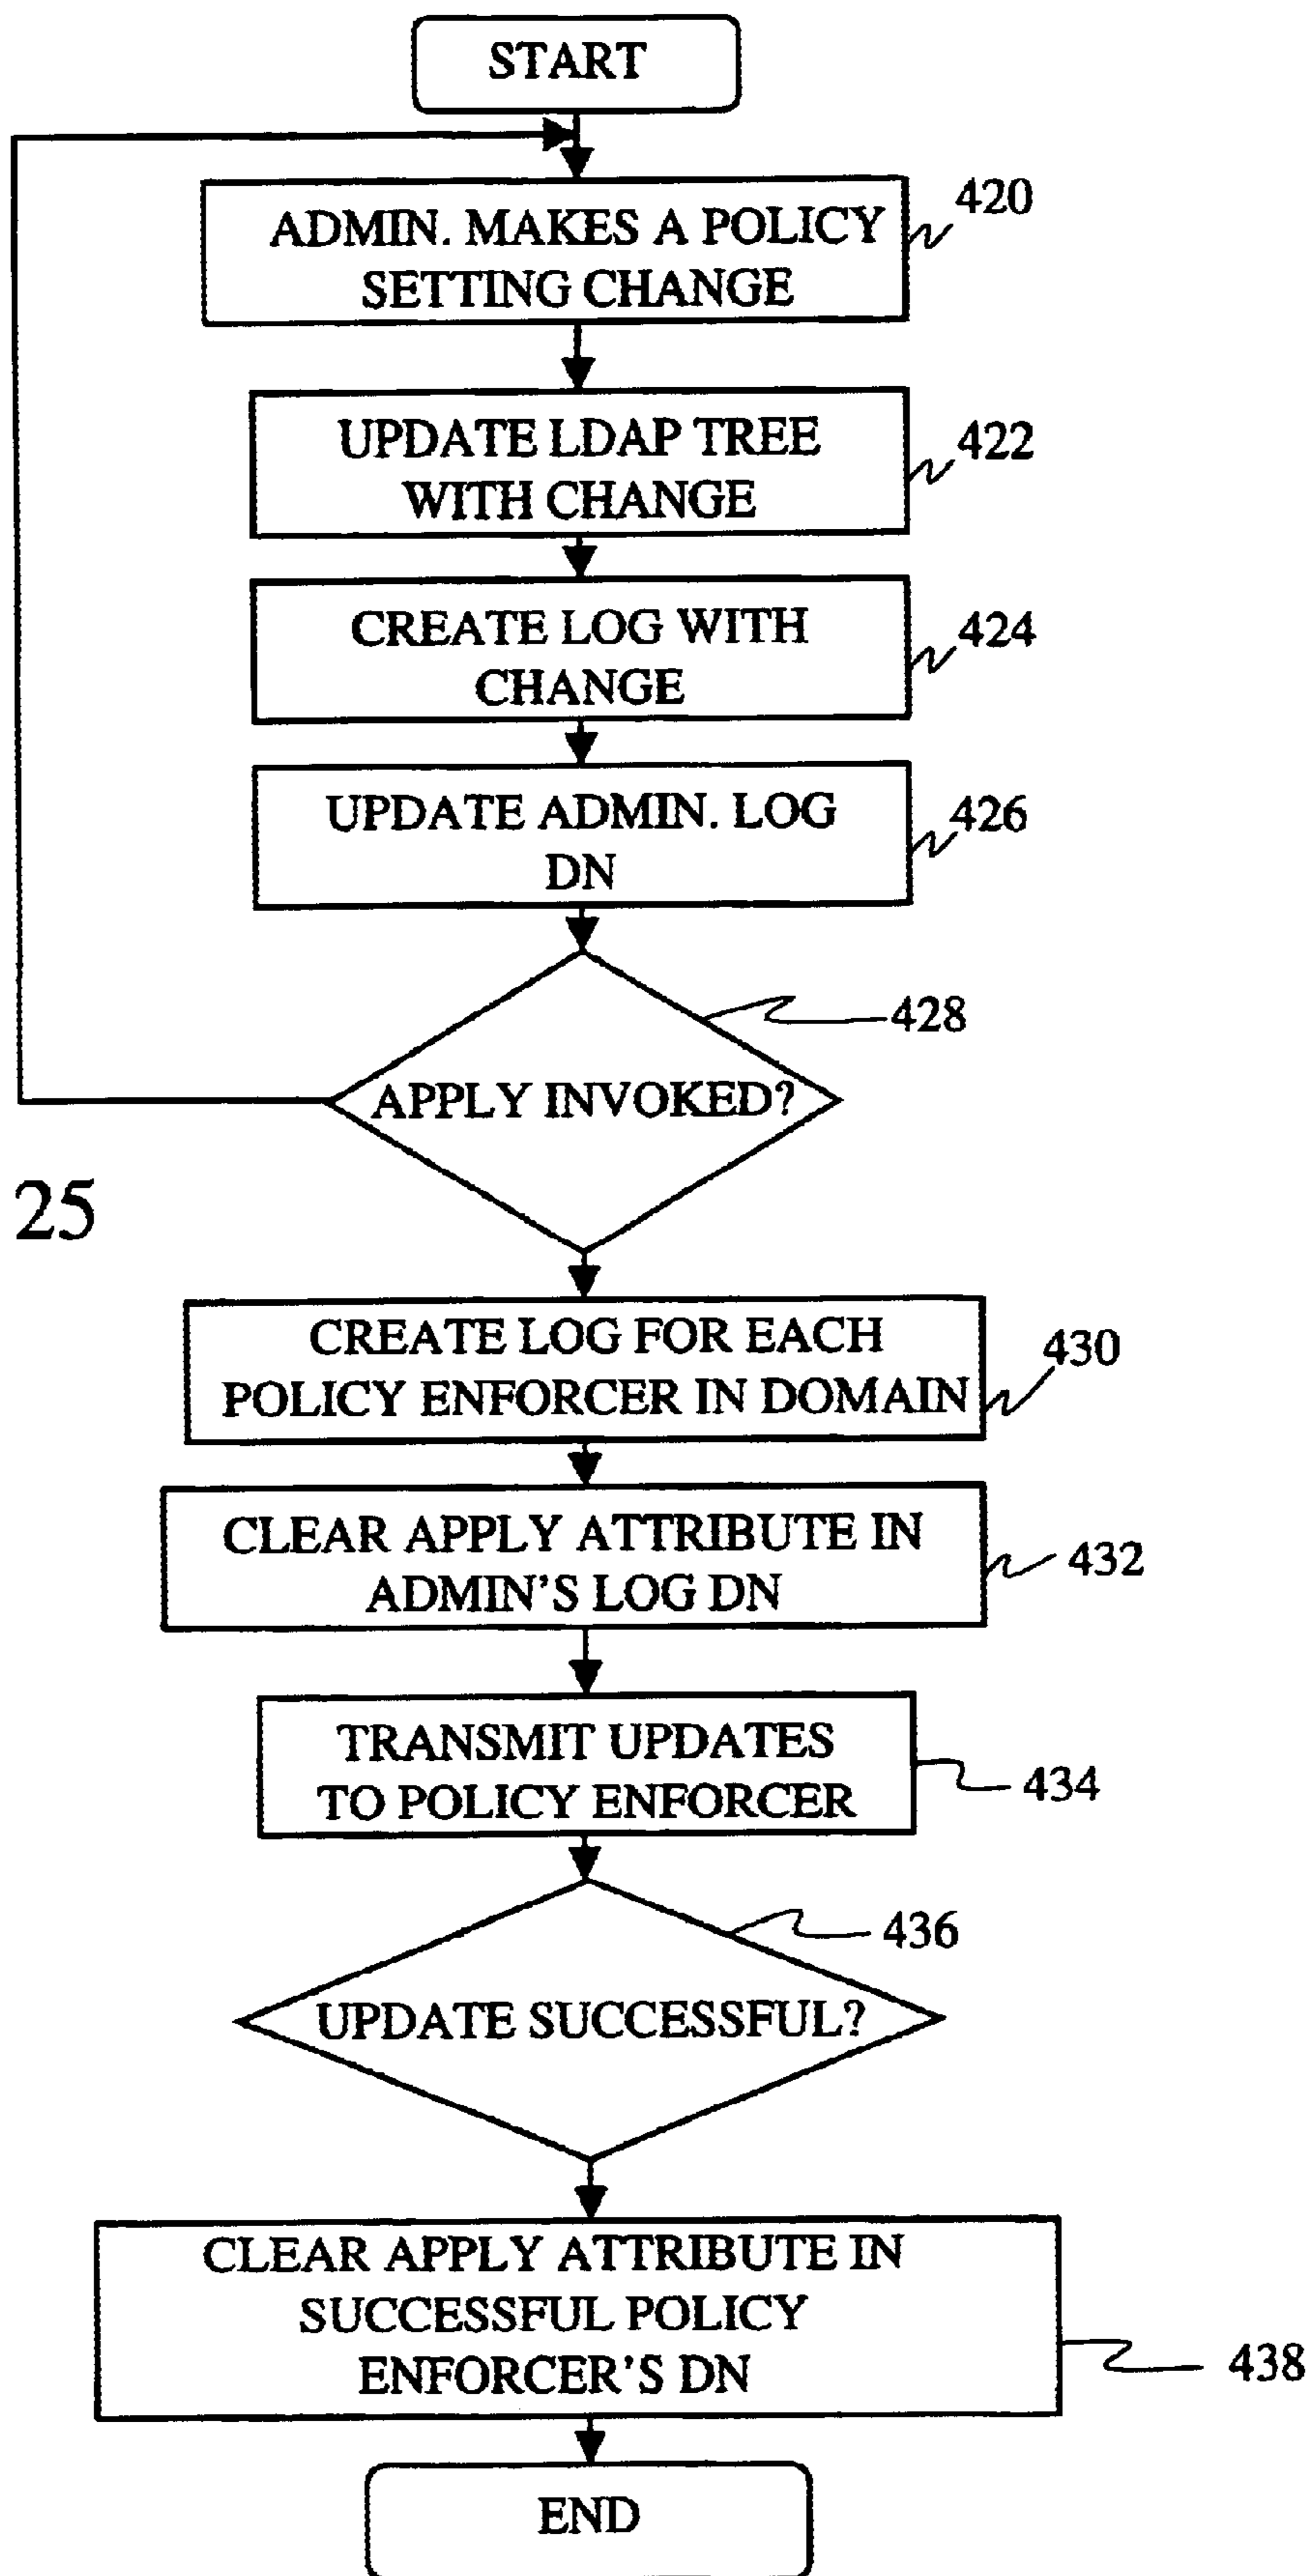 START
ADMIN. MAKES A POLICY
SETTING CHANGE
420
UPDATE LDAP TREE
WITH CHANGE
422
CREATE LOG WITH
CHANGE
424
UPDATE ADMIN. LOG
DN
426
428
APPLY INVOKED?
25
CREATE LOG FOR EACH
POLICY ENFORCER IN DOMAIN
430
CLEAR APPLY ATTRIBUTE IN
ADMIN'S LOG DN
432
TRANSMIT UPDATES
TO POLICY ENFORCER
434
436
UPDATE SUCCESSFUL?
CLEAR APPLY ATTRIBUTE IN
SUCCESSFUL POLICY
ENFORCER'S DN
438
END